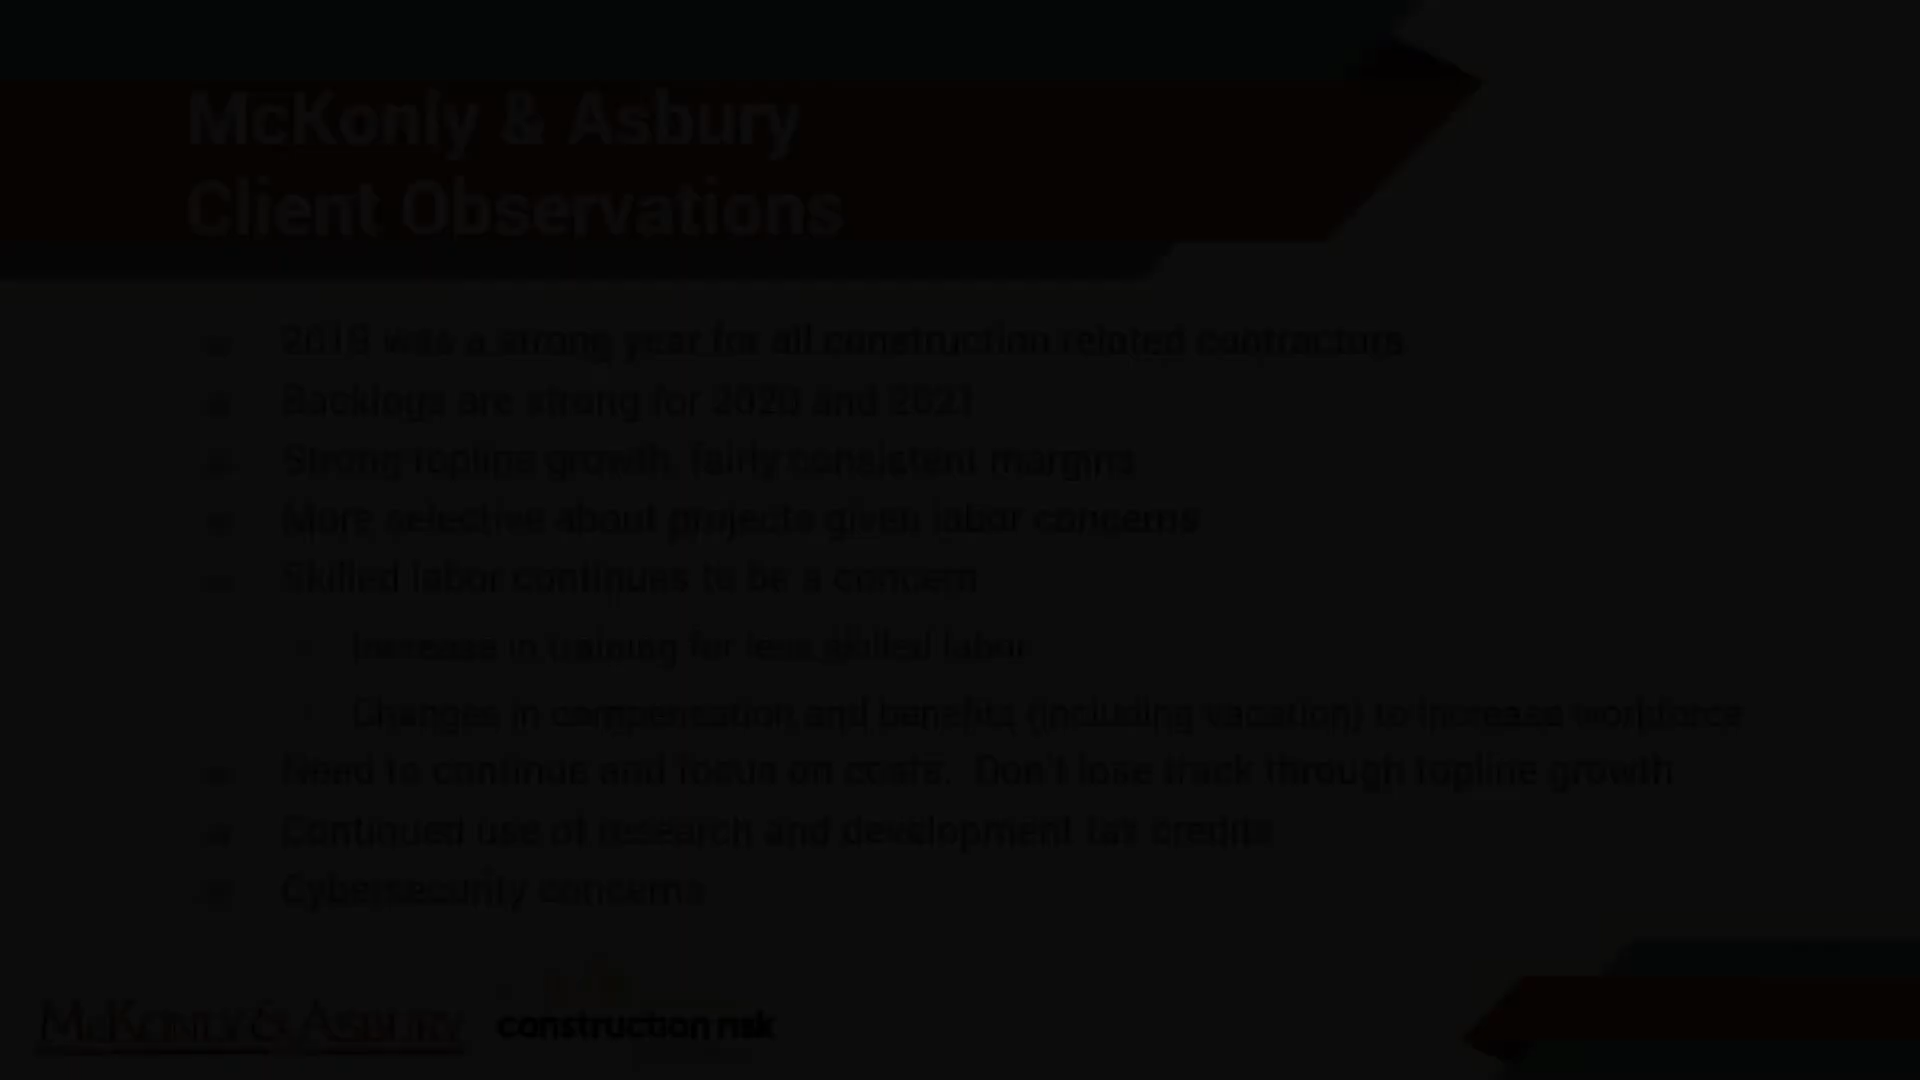 McKonly & Asbury
Client Observations
2019 was a strong year for all construction related contractors
Backlogs are strong for 2020 and 2021
Strong topline growth, fairly consistent margins
More selective about projects given labor concerns
Skilled labor continues to be a concern
Increase in training for less skilled labor
Changes in compensation and benefits (including vacation) to increase workforce
Need to continue and focus on costs. Don't lose track through topline growth
Continued use of research and development tax credits
Cybersecurity concerns
McKonly & Asbury
construction risk